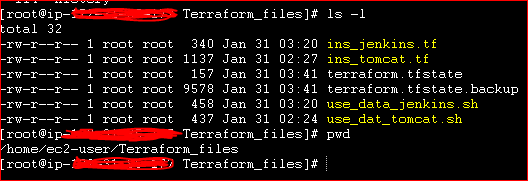 [root@ip- Terraform_files]# ls -l
total 32
-rw-r--r-- 1 root root 340 Jan 31 03:20 ins_jenkins.tf
-rw-r--r-- 1 root root 1137 Jan 31 02:27 ins_tomcat.tf
-rw-r--r-- 1 root root 157 Jan 31 03:41 terraform.tfstate
-rw-r--r-- 1 root root 9578 Jan 31 03:41 terraform.tfstate.backup
-rw-r--r-- 1 root root 458 Jan 31 03:20 use_data_jenkins.sh
-rw-r--r-- 1 root root 437 Jan 31 02:24 use_dat_tomcat.sh
[root@ip- Terraform_files]# pwd
/home/ec2-user/Terraform_files
[root@ip- Terraform_files]#